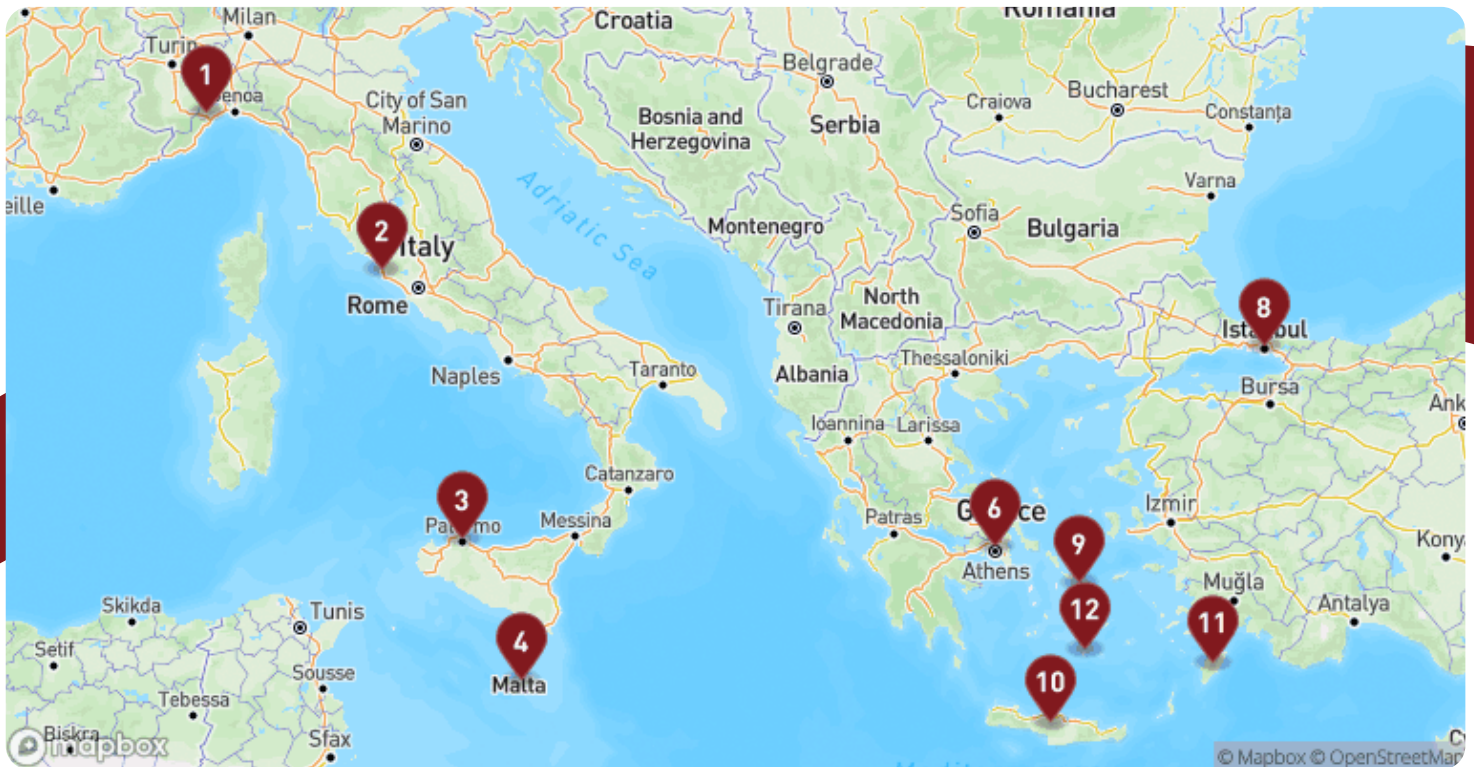 Romania
Croatia
Milan
Turin
1
Genoa
Belgrade
Bucharest
Craiova
Constanța
City of San
Marino
Bosnia and
Herzegovina
Serbia
eille
Adriatic Sea
Varna
Sofia
Bulgaria
Montenegro
2
Italy
Rome
Tirana
North
Macedonia
8
Istanbul
Naples
Taranto
Albania
Thessaloniki
Bursa
Ank
Ioannina
Larissa
Catanzaro
3
Palermo
Messina
Patras
6
Greece
Athens
Izmir
9
Kony
Skikda
Tunis
Muğla
Antalya
12
11
Setif
4
Malta
Sousse
Tebessa
10
Biskra
Sfax
mapbox
© Mapbox © OpenStreetMap